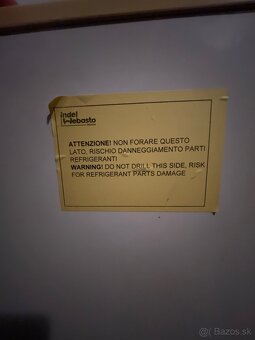 indel
Webasto
ATTENZIONE! NON FORARE QUESTO
LATO, RISCHIO DANNEGGIAMENTO PARTI
REFRIGERANTI
WARNING! DO NOT DRILL THIS SIDE, RISK
FOR REFRIGERANT PARTS DAMAGE
Bazos.sk